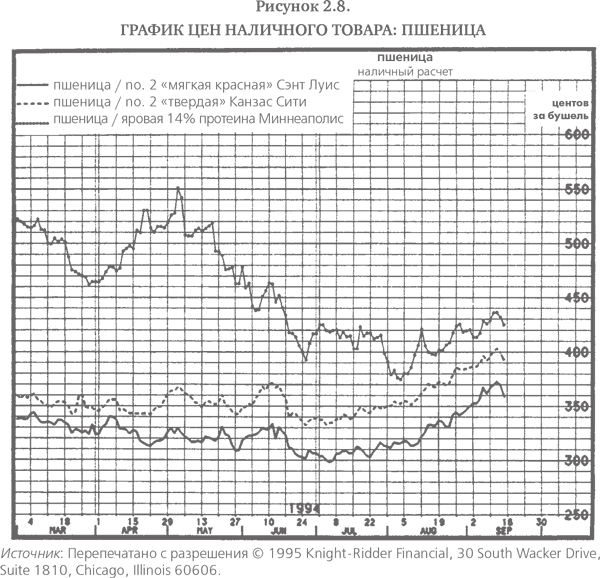 Рисунок 2.8.
ГРАФИК ЦЕН НАЛИЧНОГО ТОВАРА: ПШЕНИЦА
пшеница
наличный расчет
пшеница / no. 2 «мягкая красная» Сэнт Луис
пшеница / no. 2 «твердая» Канзас Сити
пшеница / яровая 14% протеина Миннеаполис
центов
за бушель
600
550
500
450
400
350
300
250
1994
4 18 1 15 29 13 27 10 24 8 22 5 19 2 16 30
MAR APR MAY JUN JUL AUG SEP
Источник: Перепечатано с разрешения © 1995 Knight-Ridder Financial, 30 South Wacker Drive,
Suite 1810, Chicago, Illinois 60606.